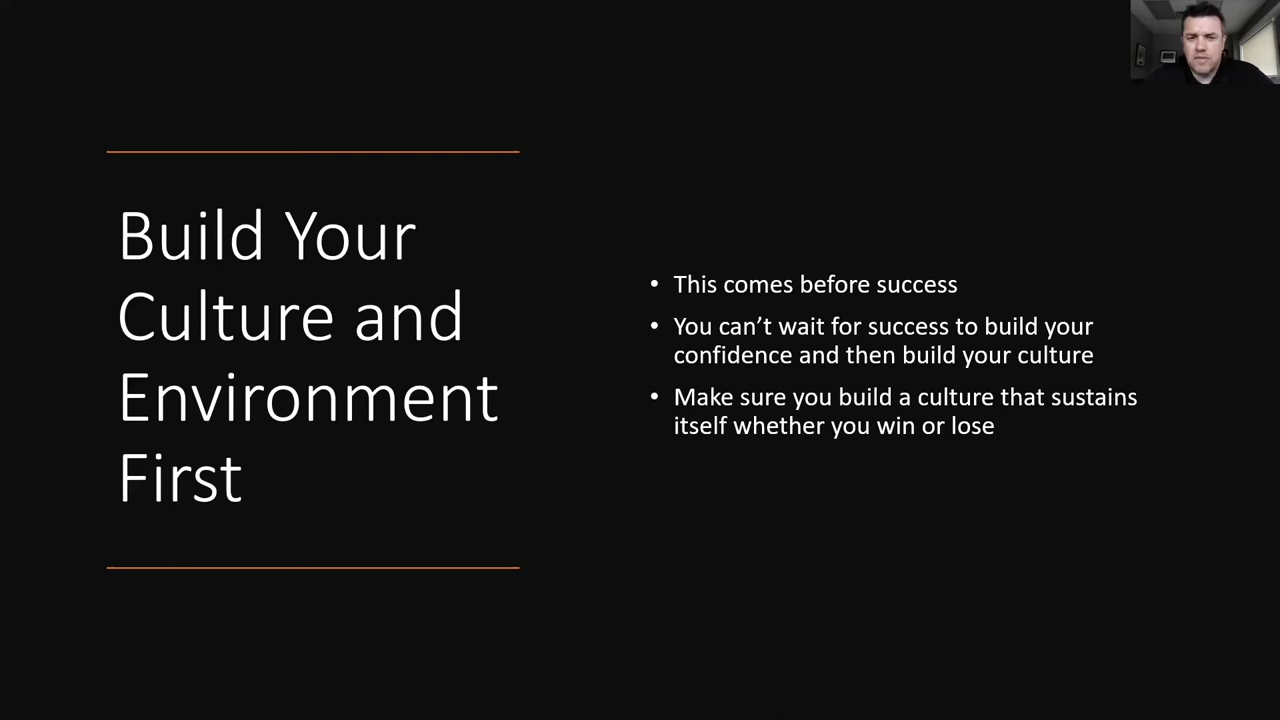 Build Your
Culture and
Environment
First
• This comes before success
• You can’t wait for success to build your
confidence and then build your culture
• Make sure you build a culture that sustains
itself whether you win or lose